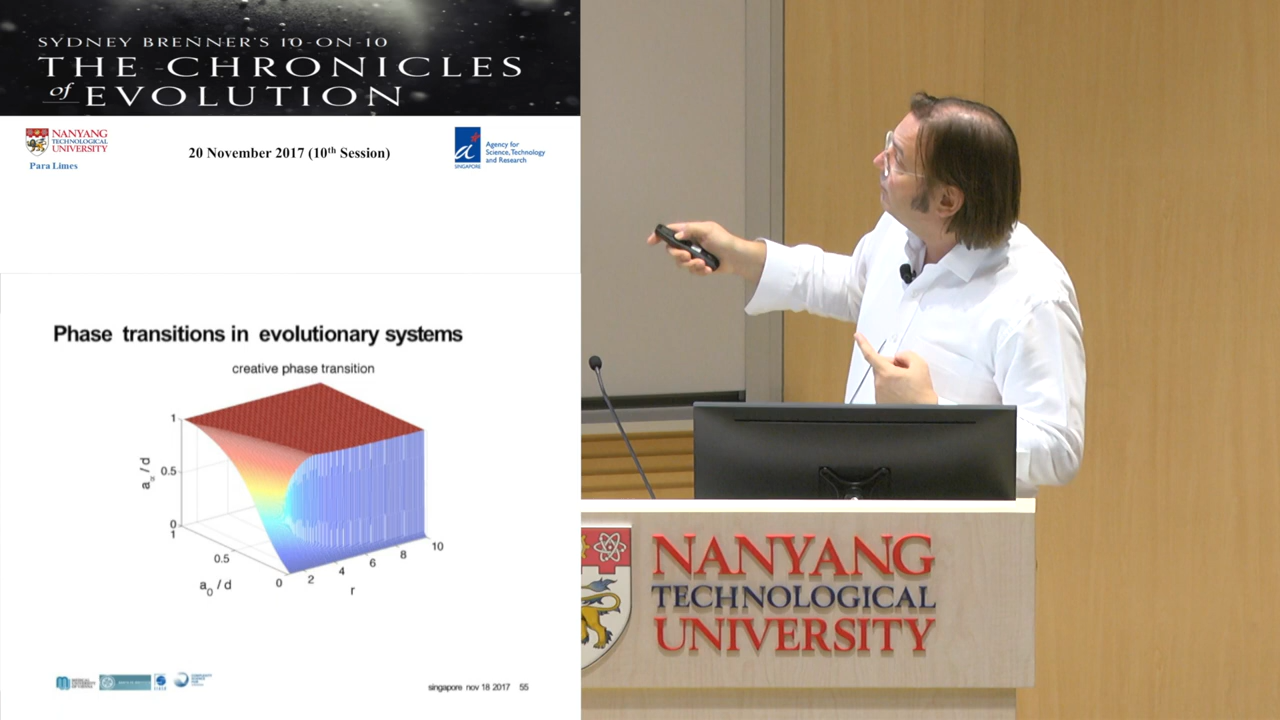 SYDNEY BRENNER'S 10-ON-10
THE CHRONICLES
of EVOLUTION
NANYANG
TECHNOLOGICAL
UNIVERSITY
Para Limes
20 November 2017 (10th Session)
SINGAPORE
Agency for
Science, Technology
and Research
Phase transitions in evolutionary systems
creative phase transition
1
0.5
0
a∞ / d
1
0.5
0
a0 / d
2
4
6
8
10
r
singapore nov 18 2017 55
NANYANG
TECHNOLOGICAL
UNIVERSITY